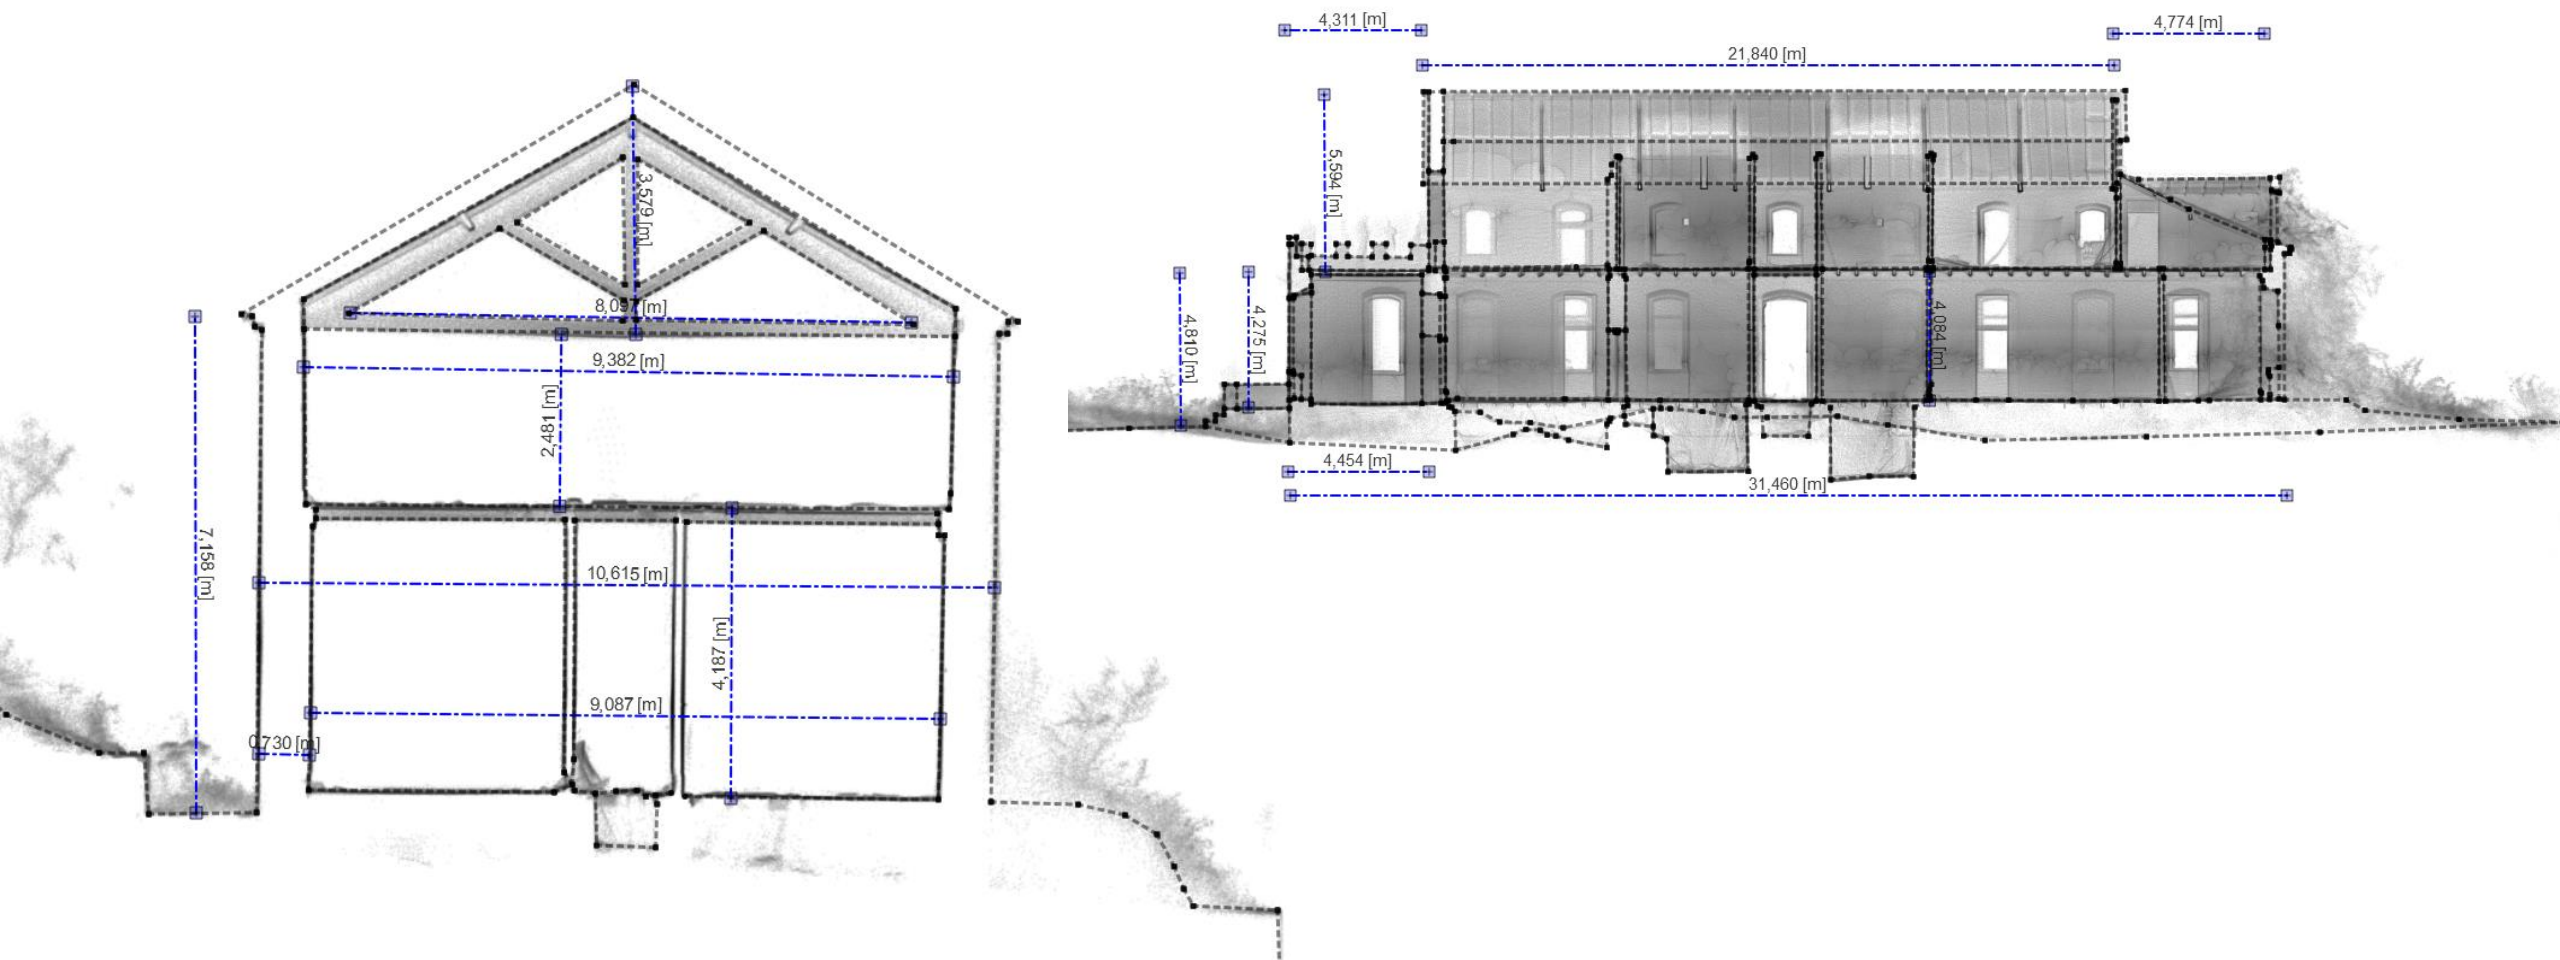 3,579 [m]
8,097 [m]
9,382 [m]
2,481 [m]
7,158 [m]
10,615 [m]
4,187 [m]
9,087 [m]
0,730 [m]
4,311 [m]
4,774 [m]
21,840 [m]
5,594 [m]
4,810 [m]
4,275 [m]
4,084 [m]
4,454 [m]
31,460 [m]